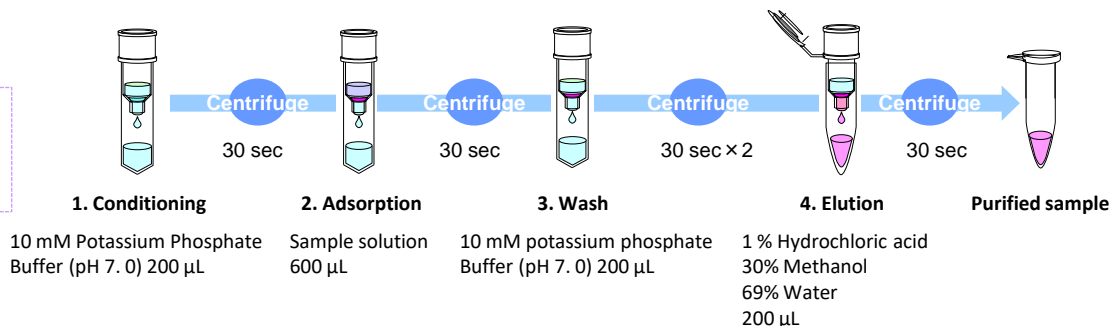 Centrifuge Centrifuge Centrifuge Centrifuge
30 sec 30 sec 30 sec × 2 30 sec
1. Conditioning 2. Adsorption 3. Wash 4. Elution Purified sample
10 mM Potassium Phosphate
Buffer (pH 7. 0) 200 µL
Sample solution
600 µL
10 mM potassium phosphate
Buffer (pH 7. 0) 200 µL
1 % Hydrochloric acid
30% Methanol
69% Water
200 µL